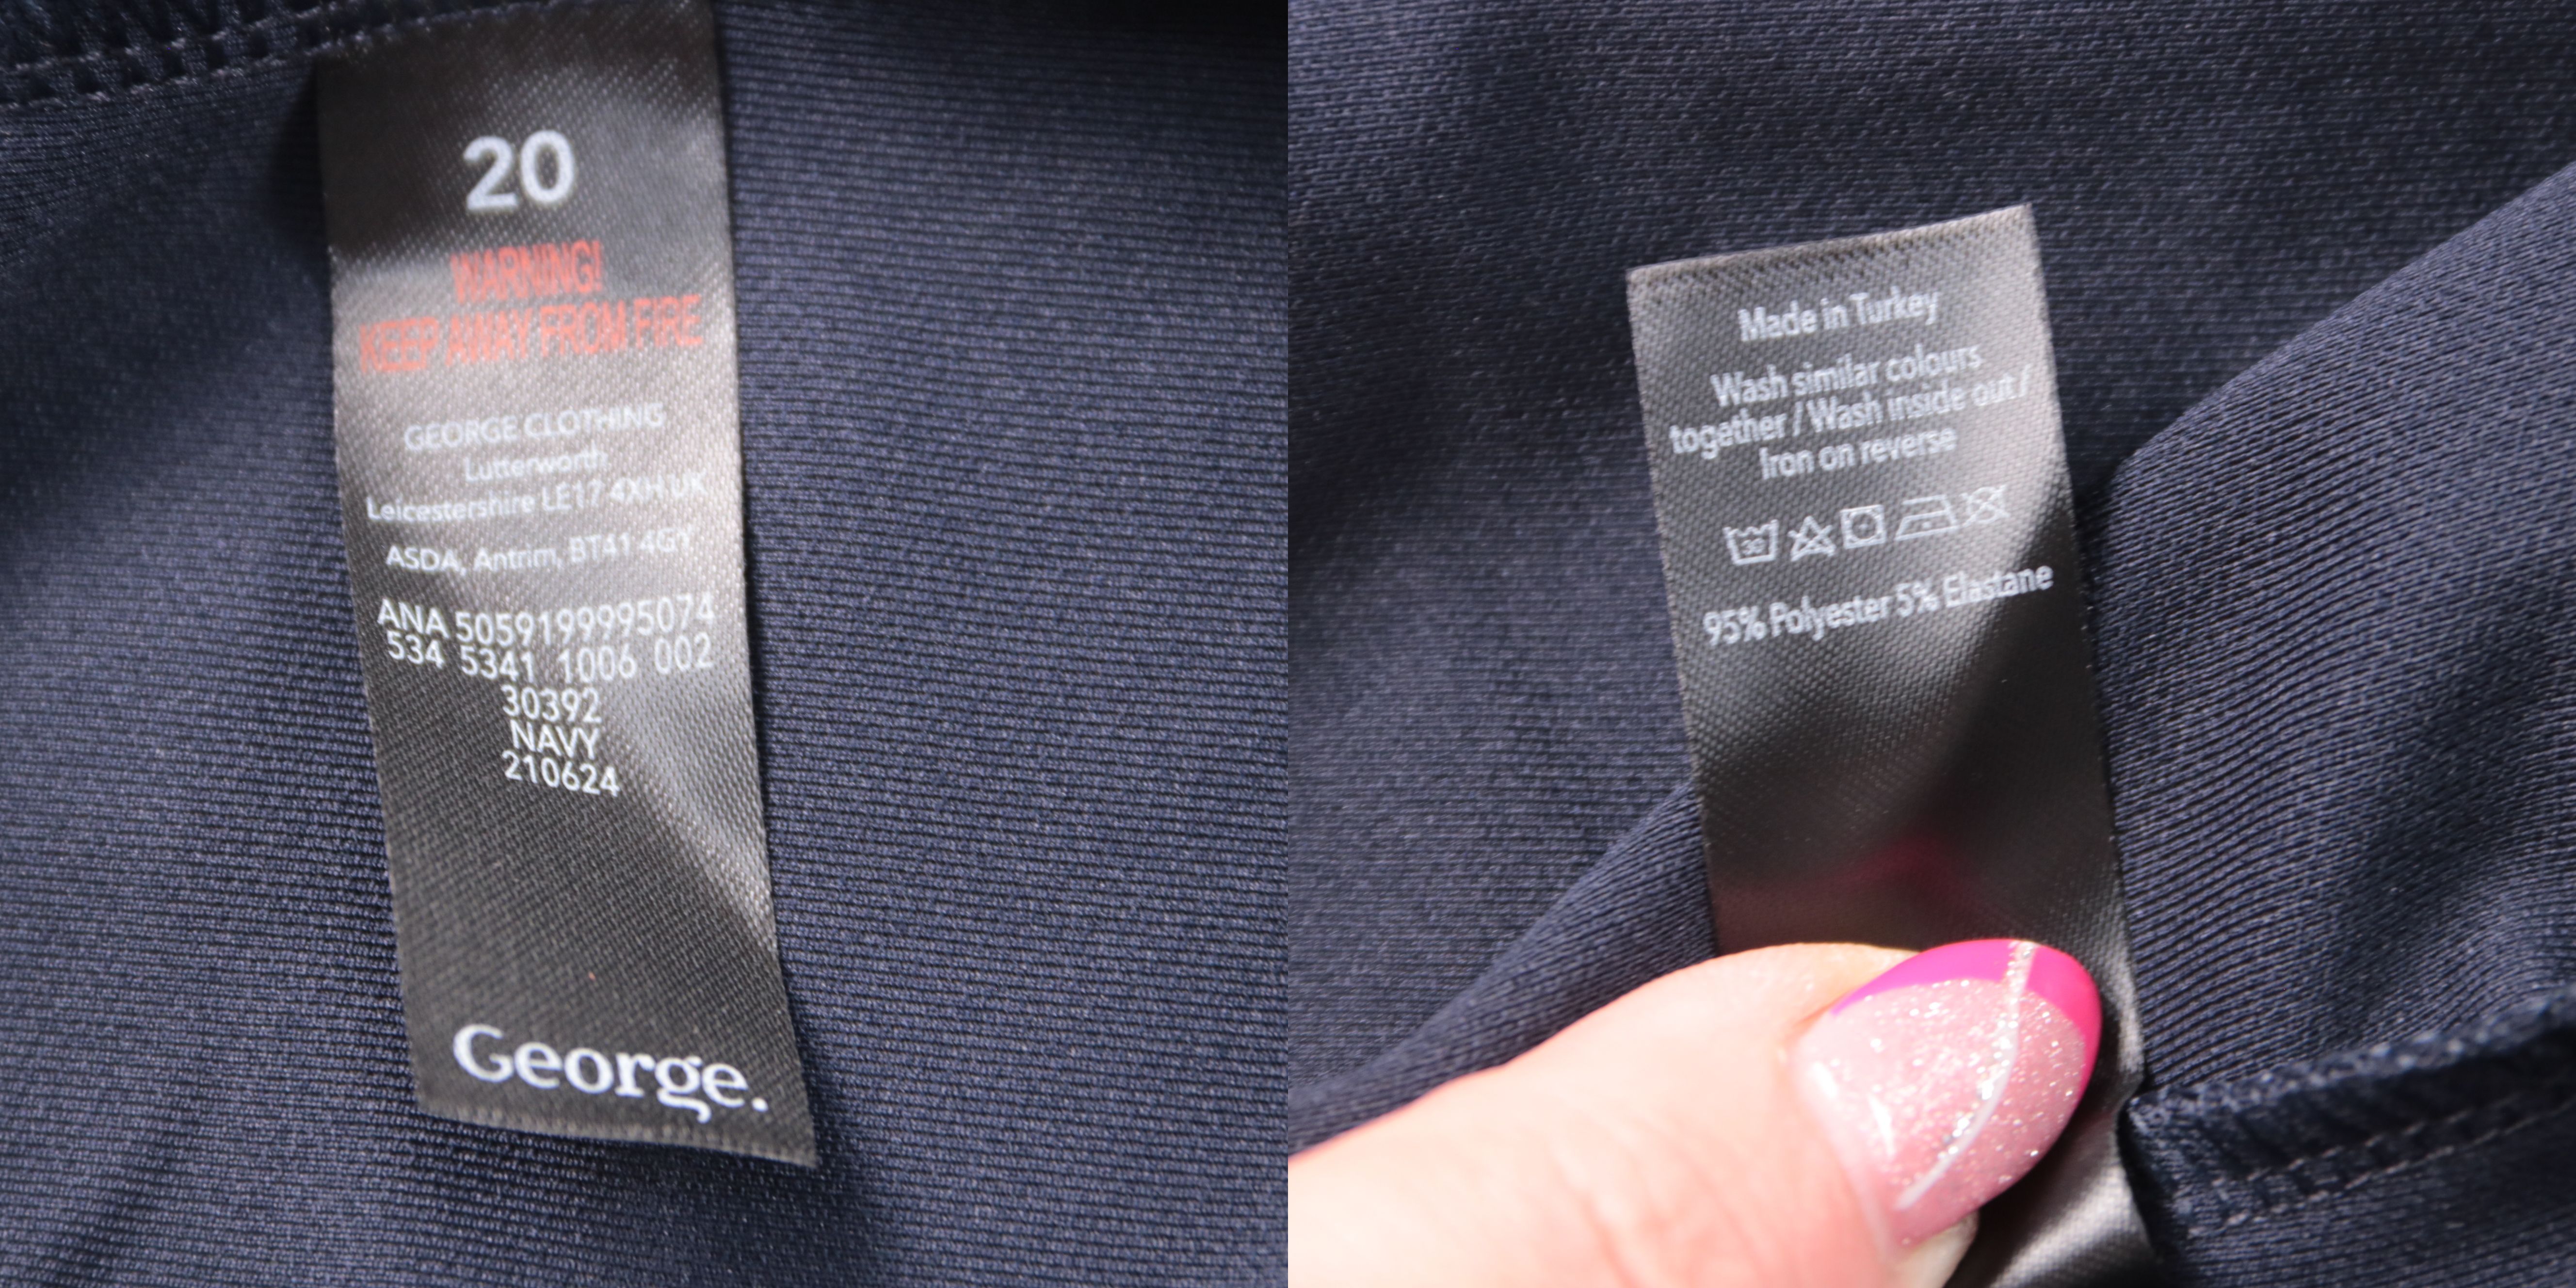 20
WARNING!
KEEP AWAY FROM FIRE
GEORGE CLOTHING
Lutterworth
Leicestershire LE17 4XH UK
ASDA, Antrim, BT41 4GY
ANA 5059199995074
534 5341 1006 002
30392
NAVY
210624
George.
Made in Turkey
Wash similar colours
together / Wash inside out /
Iron on reverse
30
95% Polyester 5% Elastane